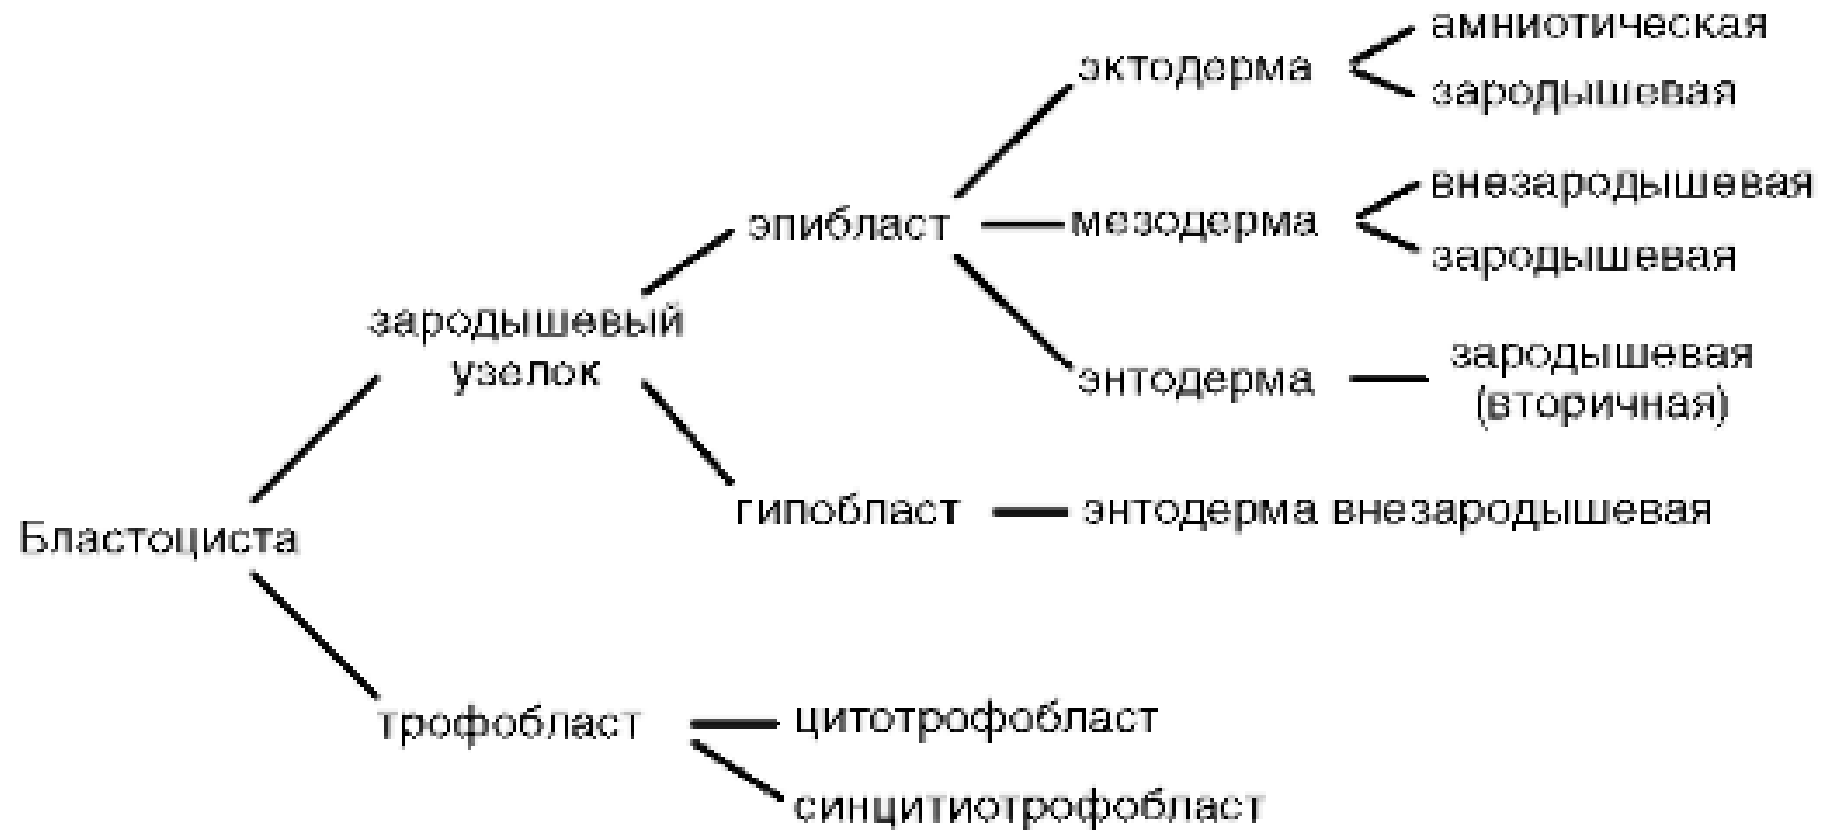 амниотическая
эктодерма
зародышевая
внезародышевая
эпибласт
мезодерма
зародышевая
зародышевый
узелок
зародышевая
энтодерма
(вторичная)
гипобласт
энтодерма внезародышевая
Бластоциста
трофобласт
цитотрофобласт
синцитиотрофобласт